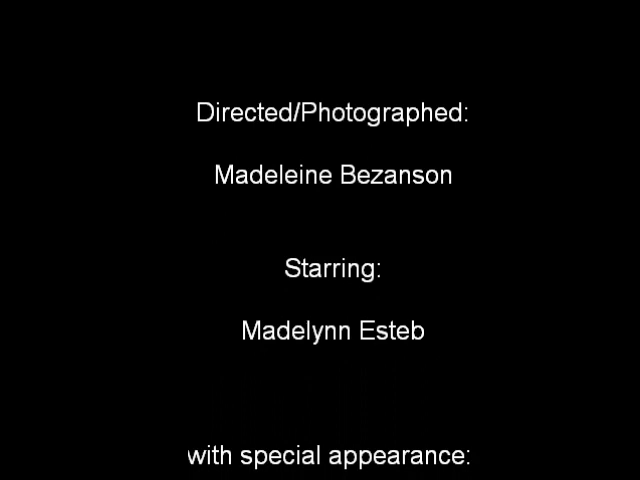 Directed/Photographed:
Madeleine Bezanson
Starring:
Madelynn Esteb
with special appearance: